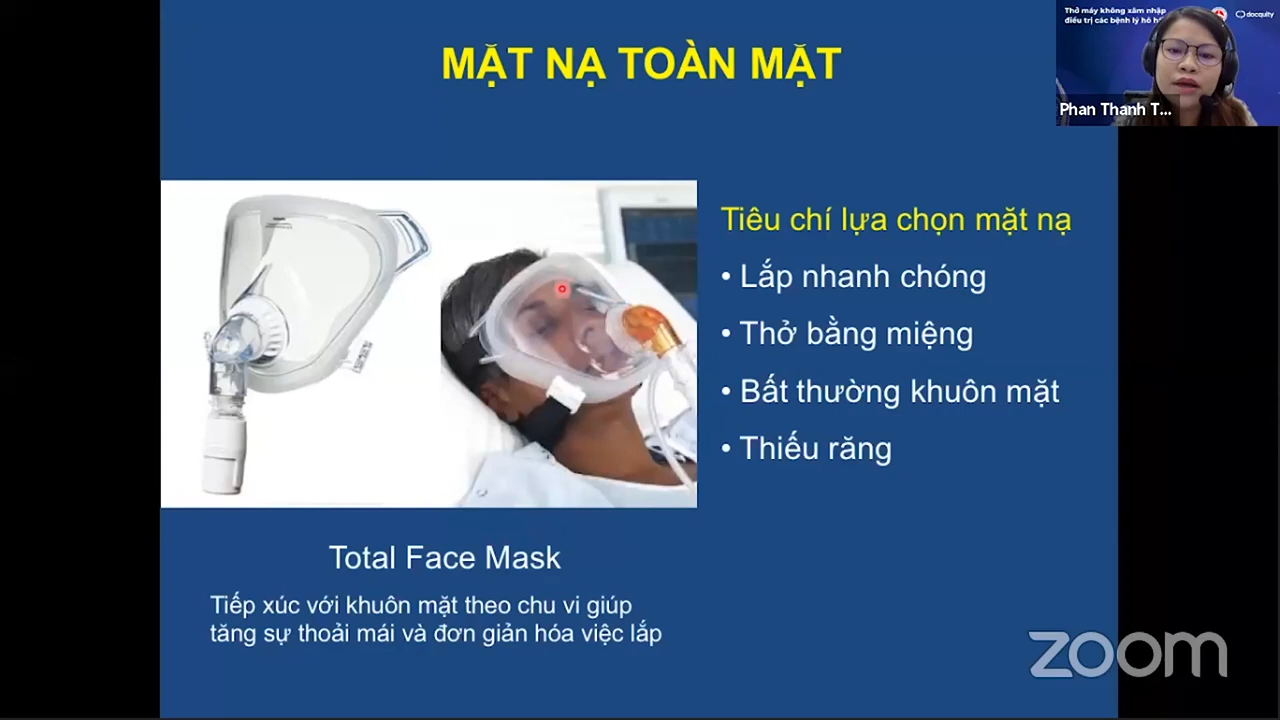 MẶT NẠ TOÀN MẶT
Thở máy không xâm nhập
điều trị các bệnh lý hô
docquity
Phan Thanh T...
Tiêu chí lựa chọn mặt nạ
• Lắp nhanh chóng
• Thở bằng miệng
• Bất thường khuôn mặt
• Thiếu răng
Total Face Mask
Tiếp xúc với khuôn mặt theo chu vi giúp
tăng sự thoải mái và đơn giản hóa việc lắp
zoom